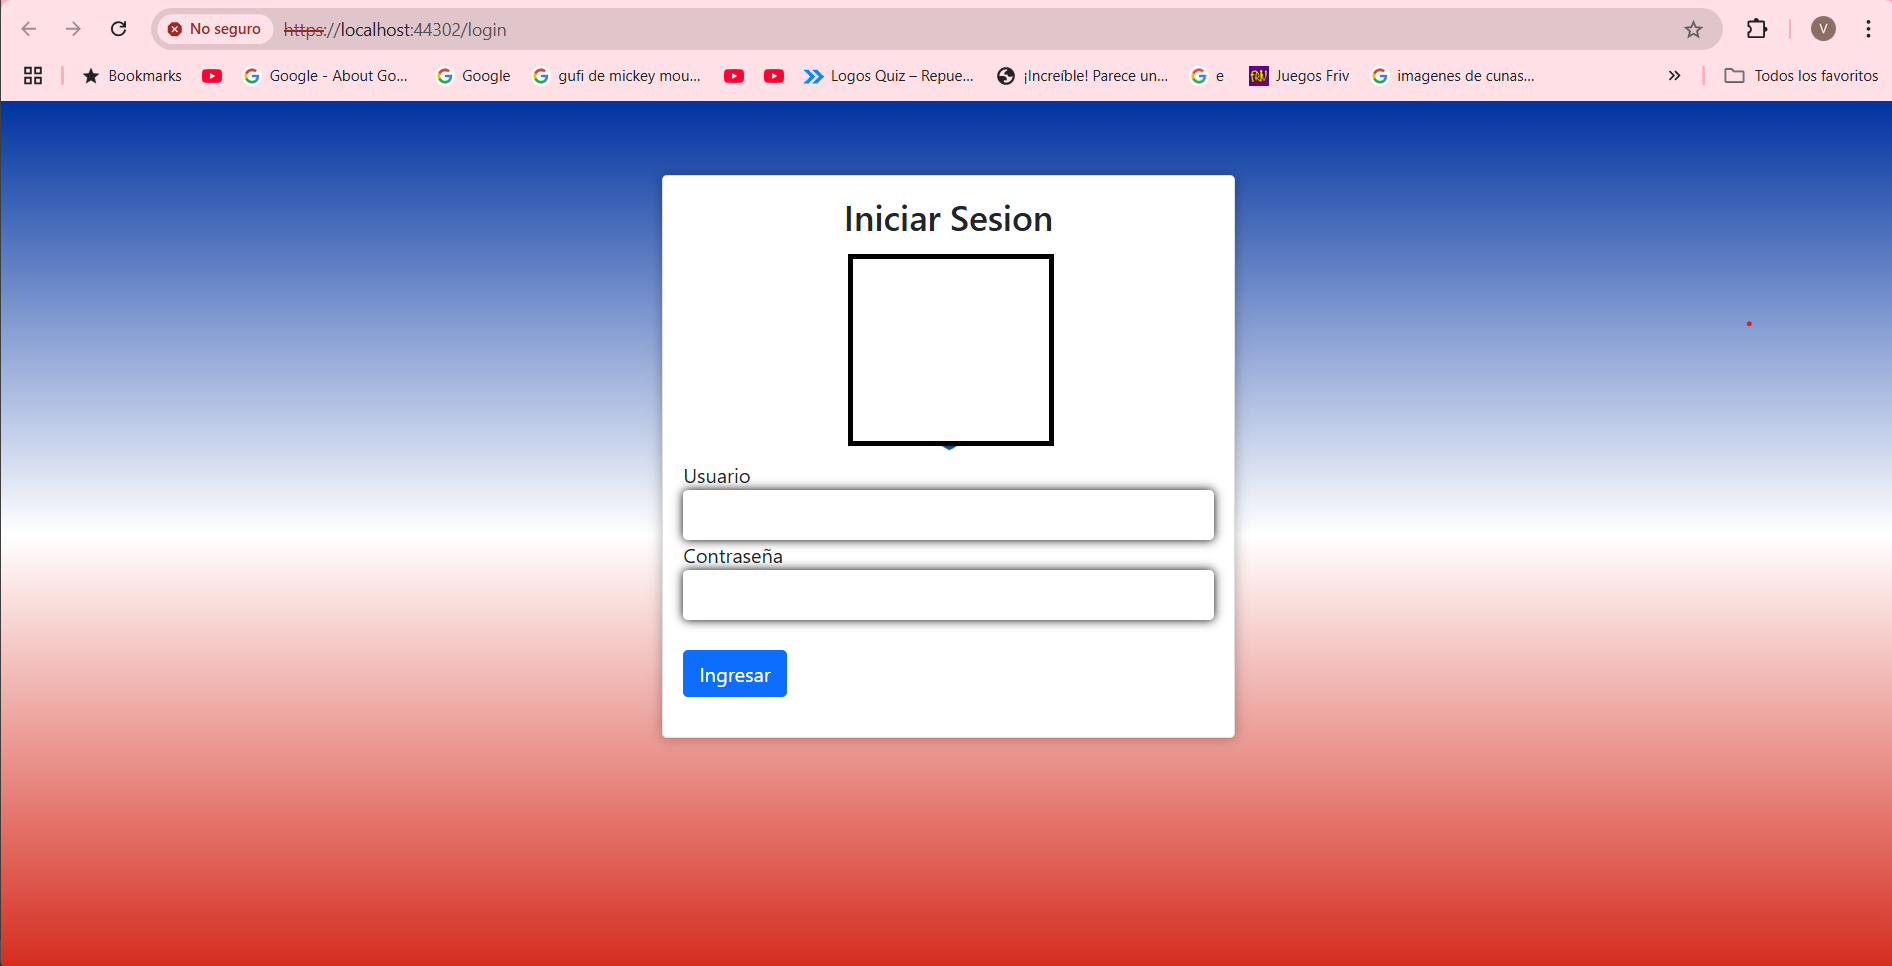 No seguro https://localhost:44302/login V
Bookmarks Google - About Go... Google gufi de mickey mou... Logos Quiz – Repue... ¡Increíble! Parece un... e Juegos Friv imagenes de cunas... » Todos los favoritos
Iniciar Sesion
Usuario
Contraseña
Ingresar